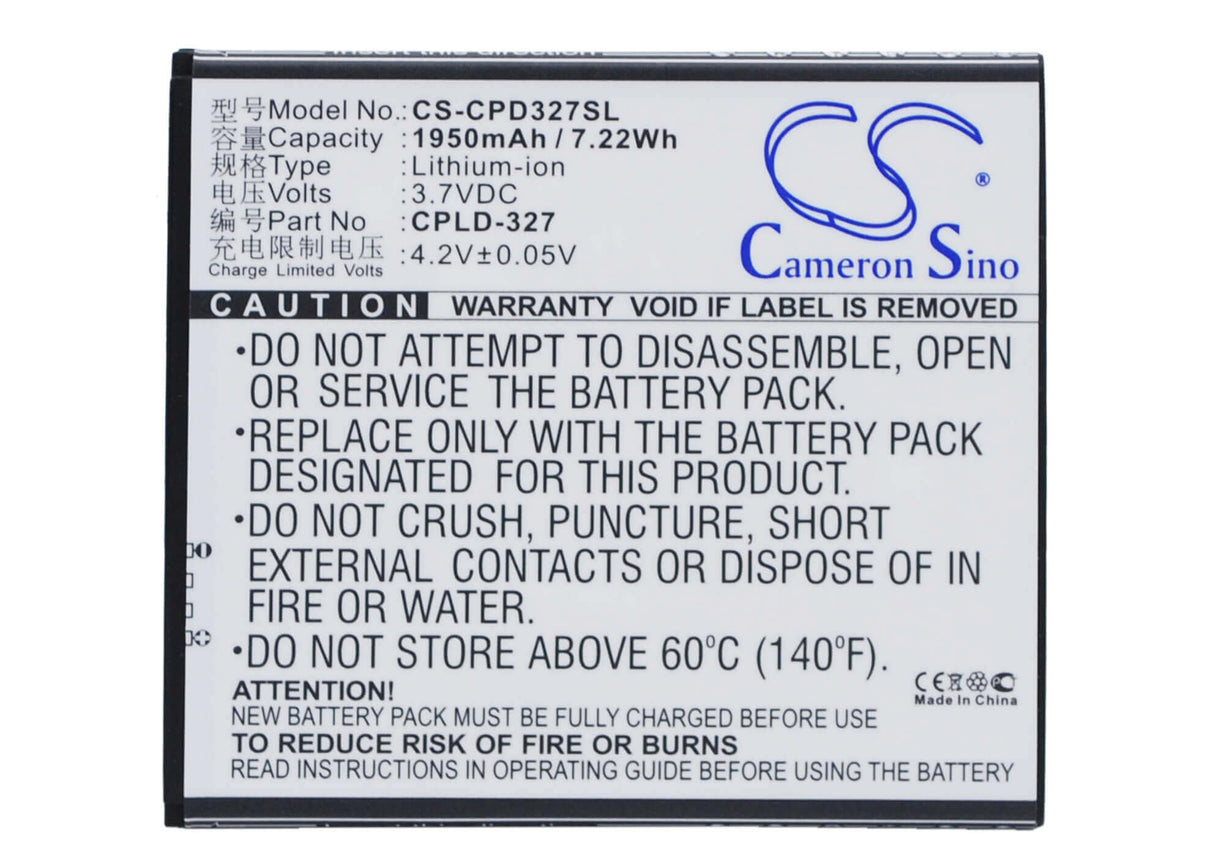 Insert this direction
型号Model No.: CS-CPD327SL
容量Capacity : 1950mAh / 7.22Wh
规格Type : Lithium-ion
电压Volts : 3.7VDC
编号Part No : CPLD-327
充电限制电压 : 4.2V±0.05V
Charge Limited Volts
CS ®
Cameron Sino
CAUTION WARRANTY VOID IF LABEL IS REMOVED
•DO NOT ATTEMPT TO DISASSEMBLE, OPEN
OR SERVICE THE BATTERY PACK.
•REPLACE ONLY WITH THE BATTERY PACK
DESIGNATED FOR THIS PRODUCT.
•DO NOT CRUSH, PUNCTURE, SHORT
EXTERNAL CONTACTS OR DISPOSE OF IN
FIRE OR WATER.
•DO NOT STORE ABOVE 60°C (140°F).
CE
Made In China
ATTENTION!
NEW BATTERY PACK MUST BE FULLY CHARGED BEFORE USE
TO REDUCE RISK OF FIRE OR BURNS
READ INSTRUCTIONS IN OPERATING GUIDE BEFORE USING THE BATTERY